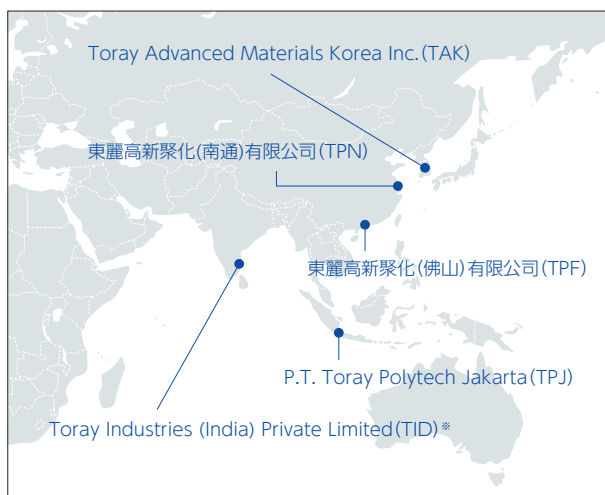 Toray Advanced Materials Korea Inc.(TAK)
東麗高新聚化(南通)有限公司(TPN)
東麗高新聚化(佛山)有限公司(TPF)
P.T. Toray Polytech Jakarta(TPJ)
Toray Industries (India) Private Limited(TID)※